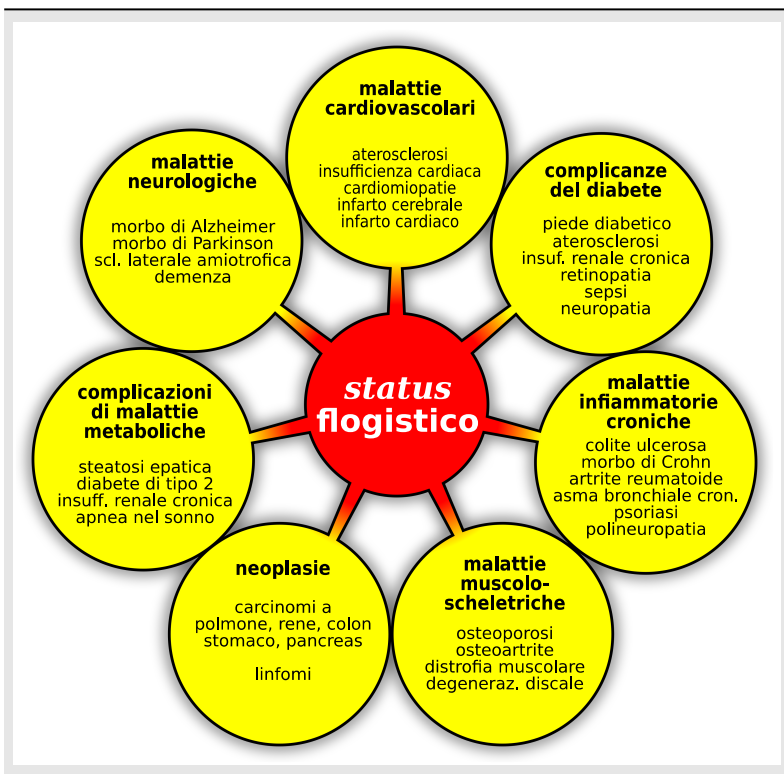 malattie
cardiovascolari
aterosclerosi
insufficienza cardiaca
cardiomiopatie
infarto cerebrale
infarto cardiaco
complicanze
del diabete
piede diabetico
aterosclerosi
insuf. renale cronica
retinopatia
sepsi
neuropatia
malattie
infiammatorie
croniche
colite ulcerosa
morbo di Crohn
artrite reumatoide
asma bronchiale cron.
psoriasi
polineuropatia
malattie
muscolo-
scheletriche
osteoporosi
osteoartrite
distrofia muscolare
degeneraz. discale
neoplasie
carcinomi a
polmone, rene, colon
stomaco, pancreas
linfomi
complicazioni
di malattie
metaboliche
steatosi epatica
diabete di tipo 2
insuff. renale cronica
apnea nel sonno
malattie
neurologiche
morbo di Alzheimer
morbo di Parkinson
scl. laterale amiotrofica
demenza
status
flogistico